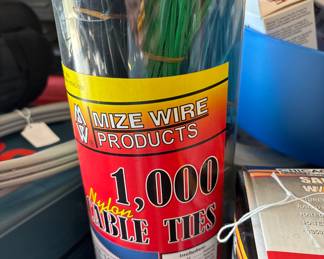 MW
MIZE WIRE
PRODUCTS
1,000
Nylon
CABLE TIES